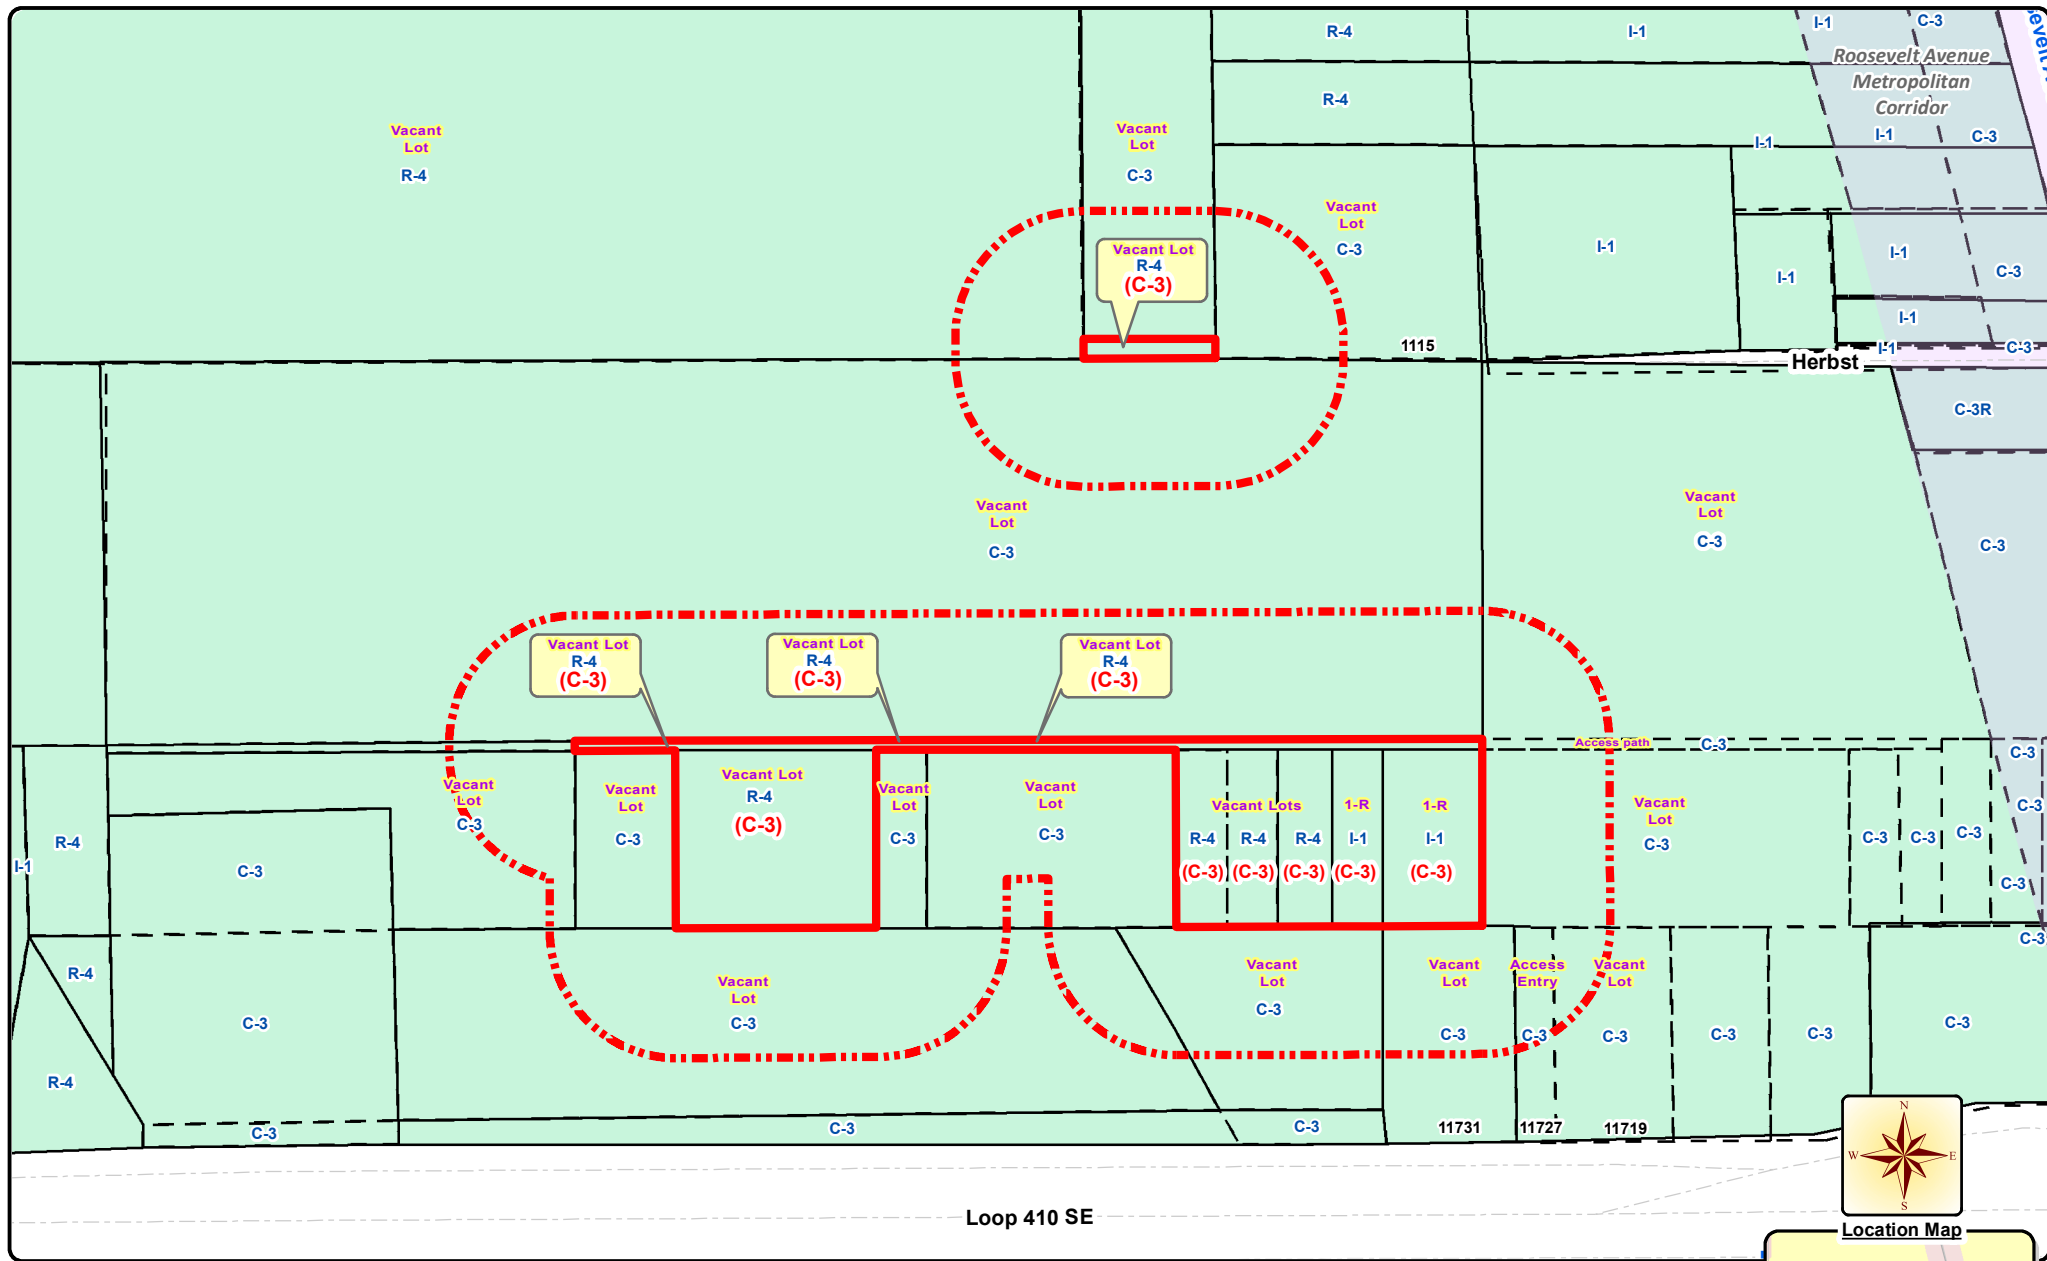 R-4
I-1
I-1
C-3
Roosevelt Avenue
Metropolitan
Corridor
R-4
Vacant
Lot
R-4
Vacant
Lot
C-3
I-1
I-1
C-3
Vacant
Lot
C-3
Vacant Lot
R-4
(C-3)
I-1
I-1
I-1
C-3
I-1
1115
I-1
C-3
Herbst
C-3R
Vacant
Lot
C-3
Vacant
Lot
C-3
C-3
Vacant Lot
R-4
(C-3)
Vacant Lot
R-4
(C-3)
Vacant Lot
R-4
(C-3)
Access path
C-3
C-3
Vacant
Lot
C-3
Vacant
Lot
C-3
Vacant Lot
R-4
(C-3)
Vacant
Lot
C-3
Vacant
Lot
C-3
Vacant Lots
1-R
1-R
R-4
R-4
R-4
I-1
I-1
(C-3)
(C-3)
(C-3)
(C-3)
(C-3)
Vacant
Lot
C-3
C-3
C-3
C-3
C-3
C-3
C-3
I-1
R-4
C-3
R-4
R-4
C-3
C-3
Vacant
Lot
C-3
C-3
Vacant
Lot
C-3
C-3
Vacant
Lot
C-3
11731
Access
Entry
C-3
11727
Vacant
Lot
C-3
11719
C-3
C-3
C-3
N
W
E
S
Loop 410 SE
Location Map